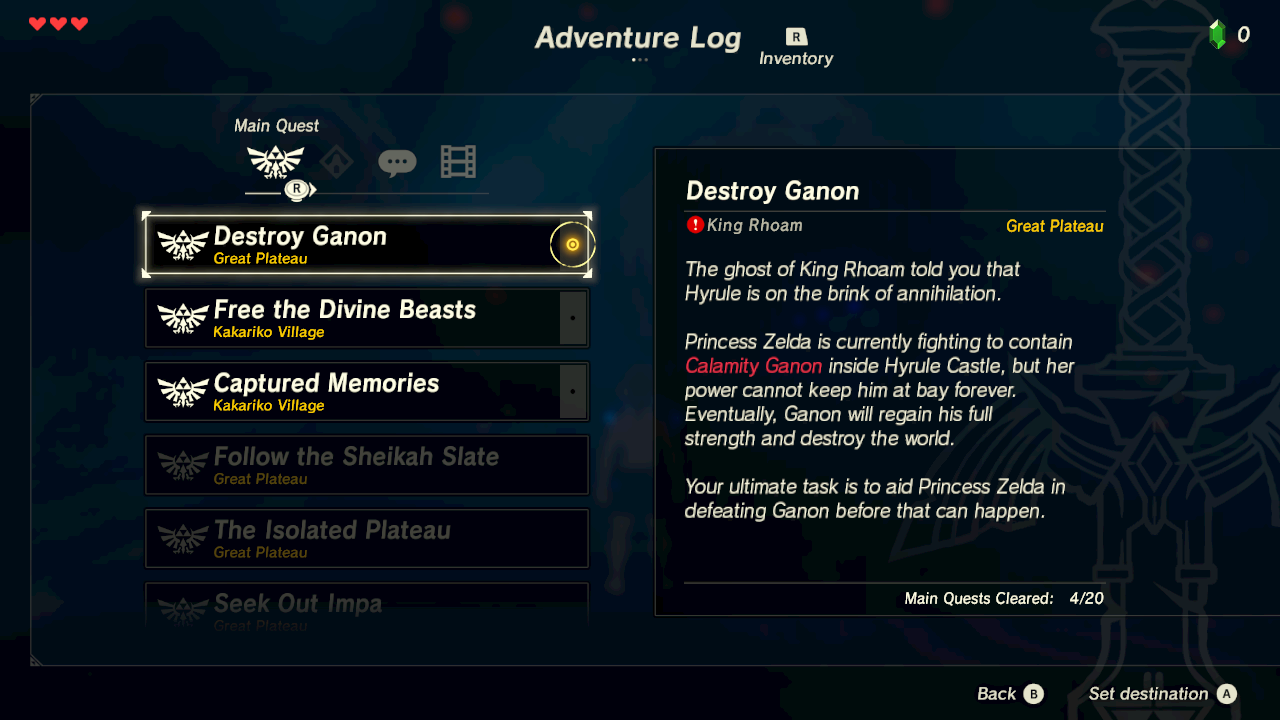 Adventure Log
R
Inventory
0
Main Quest
R
Destroy Ganon
Great Plateau
Free the Divine Beasts
Kakariko Village
Captured Memories
Kakariko Village
Follow the Sheikah Slate
Great Plateau
The Isolated Plateau
Great Plateau
Seek Out Impa
Great Plateau
Destroy Ganon
King Rhoam
Great Plateau
The ghost of King Rhoam told you that
Hyrule is on the brink of annihilation.
Princess Zelda is currently fighting to contain
Calamity Ganon inside Hyrule Castle, but her
power cannot keep him at bay forever.
Eventually, Ganon will regain his full
strength and destroy the world.
Your ultimate task is to aid Princess Zelda in
defeating Ganon before that can happen.
Main Quests Cleared: 4/20
Back B
Set destination A